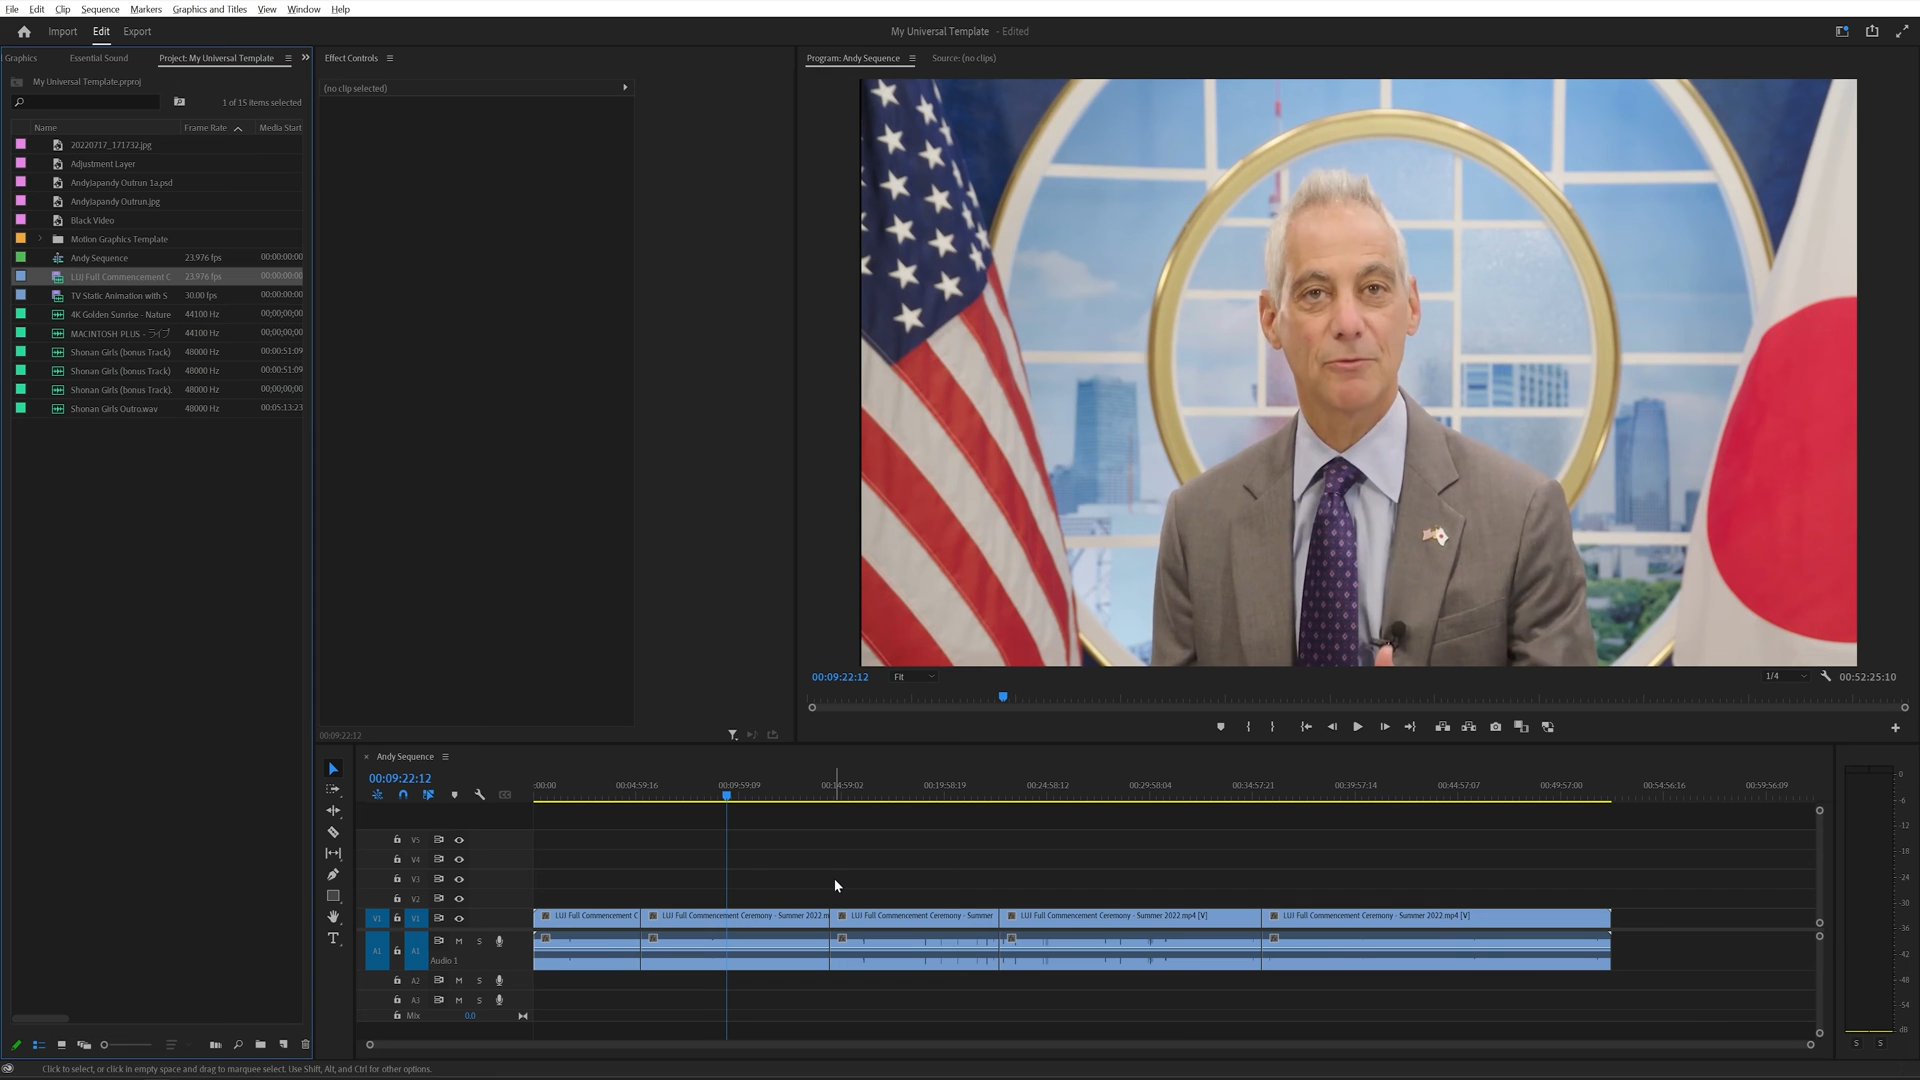 File Edit Clip Sequence Markers Graphics and Titles View Window Help
Import Edit Export
My Universal Template - Edited
Graphics Essential Sound Project: My Universal Template
My Universal Template.prproj
1 of 15 items selected
Name Frame Rate Media Start
20220717_171732.jpg
Adjustment Layer
AndyJapandy Outrun 1a.psd
AndyJapandy Outrun.jpg
Black Video
Motion Graphics Template
Andy Sequence 23.976 fps 00:00:00:00
LUJ Full Commencement C 23.976 fps 00:00:00:00
TV Static Animation with S 30.00 fps 00:00:00:00
4K Golden Sunrise - Nature 44100 Hz 00;00;00;00
MACINTOSH PLUS - ライブ 44100 Hz 00;00;00;00
Shonan Girls (bonus Track) 48000 Hz 00:00:51:09
Shonan Girls (bonus Track) 48000 Hz 00:00:51:09
Shonan Girls (bonus Track). 48000 Hz 00;00;00;00
Shonan Girls Outro.wav 48000 Hz 00:05:13:23
Effect Controls
(no clip selected)
00:09:22:12
Program: Andy Sequence Source: (no clips)
00:09:22:12 Fit 1/4 00:52:25:10
× Andy Sequence
00:09:22:12
:00:00 00:04:59:16 00:09:59:09 00:14:59:02 00:19:58:19 00:24:58:12 00:29:58:04 00:34:57:21 00:39:57:14 00:44:57:07 00:49:57:00 00:54:56:16 00:59:56:09
V5
V4
V3
V2
V1 V1 LUJ Full Commencement C LUJ Full Commencement Ceremony - Summer 2022.m LUJ Full Commencement Ceremony - Summer LUJ Full Commencement Ceremony - Summer 2022.mp4 [V] LUJ Full Commencement Ceremony - Summer 2022.mp4 [V]
A1 A1 M S
Audio 1
A2 M S
A3 M S
Mix 0.0
0
-6
-12
-18
-24
-30
-36
-42
-48
-54
dB
S S
Click to select, or click in empty space and drag to marquee select. Use Shift, Alt, and Ctrl for other options.